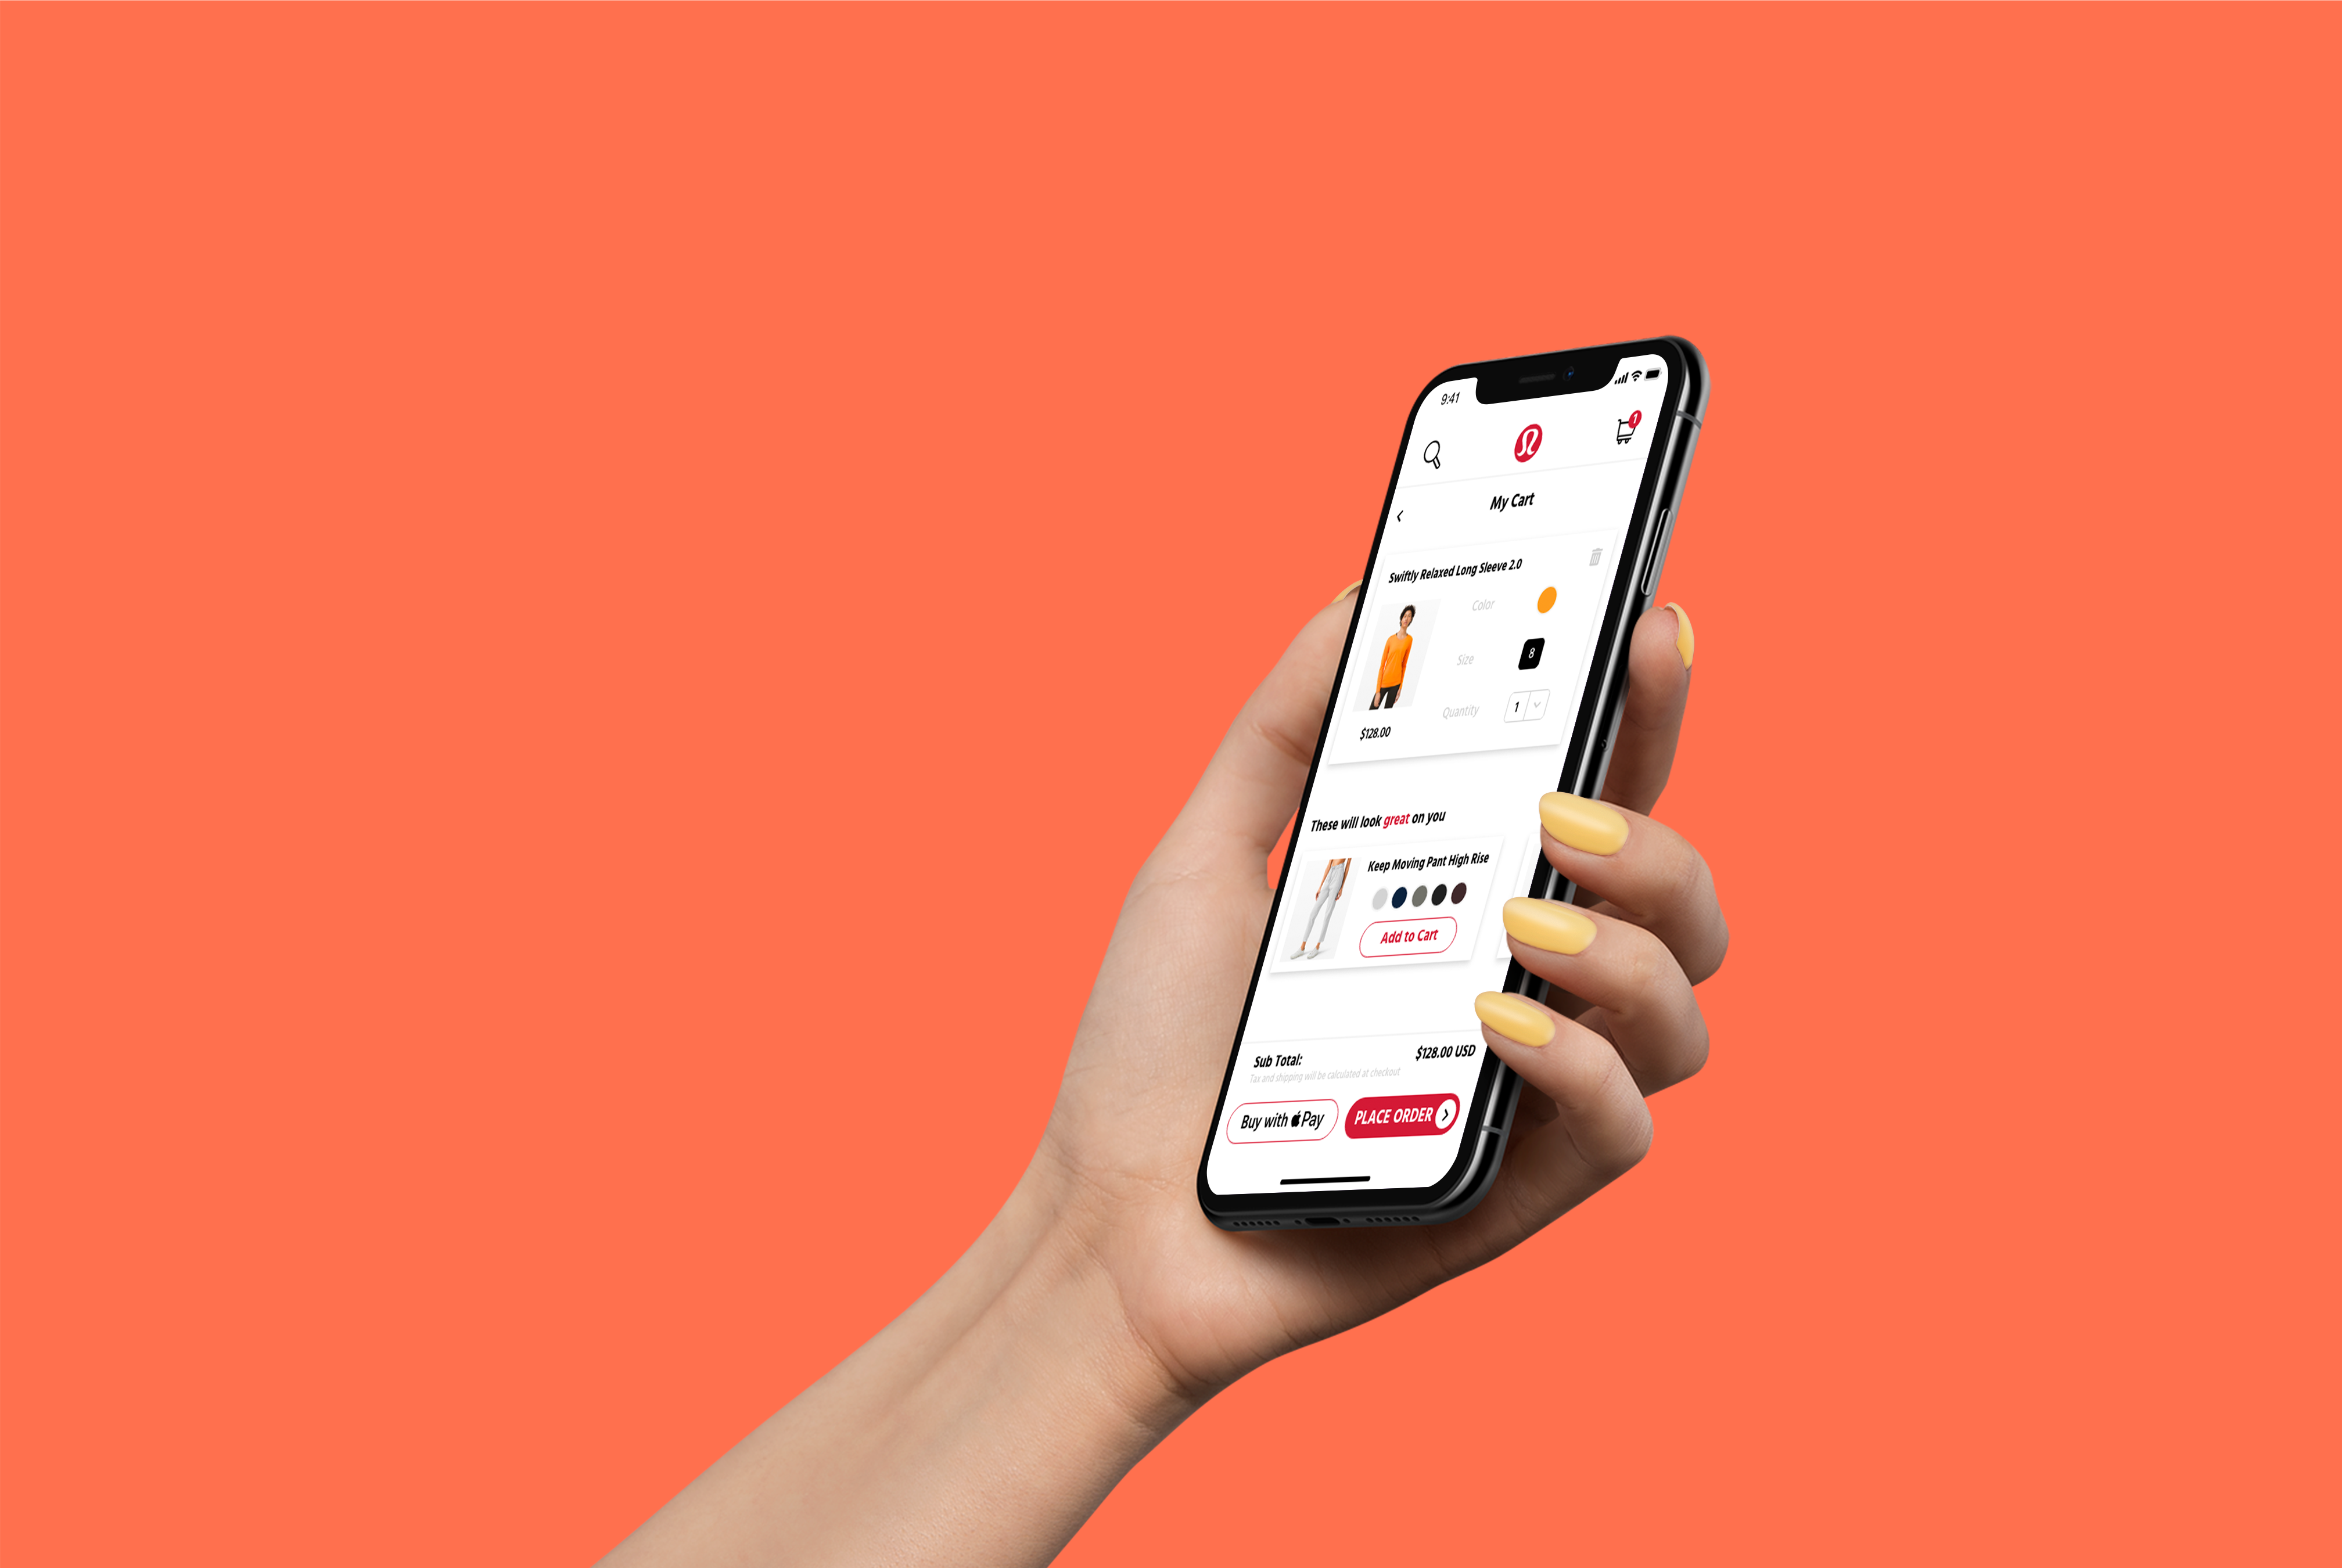 9:41
1
My Cart
Swiftly Relaxed Long Sleeve 2.0
Color
Size
8
Quantity
1
$128.00
These will look great on you
Keep Moving Pant High Rise
Add to Cart
Sub Total:
$128.00 USD
Tax and shipping will be calculated at checkout
Buy with Pay
PLACE ORDER